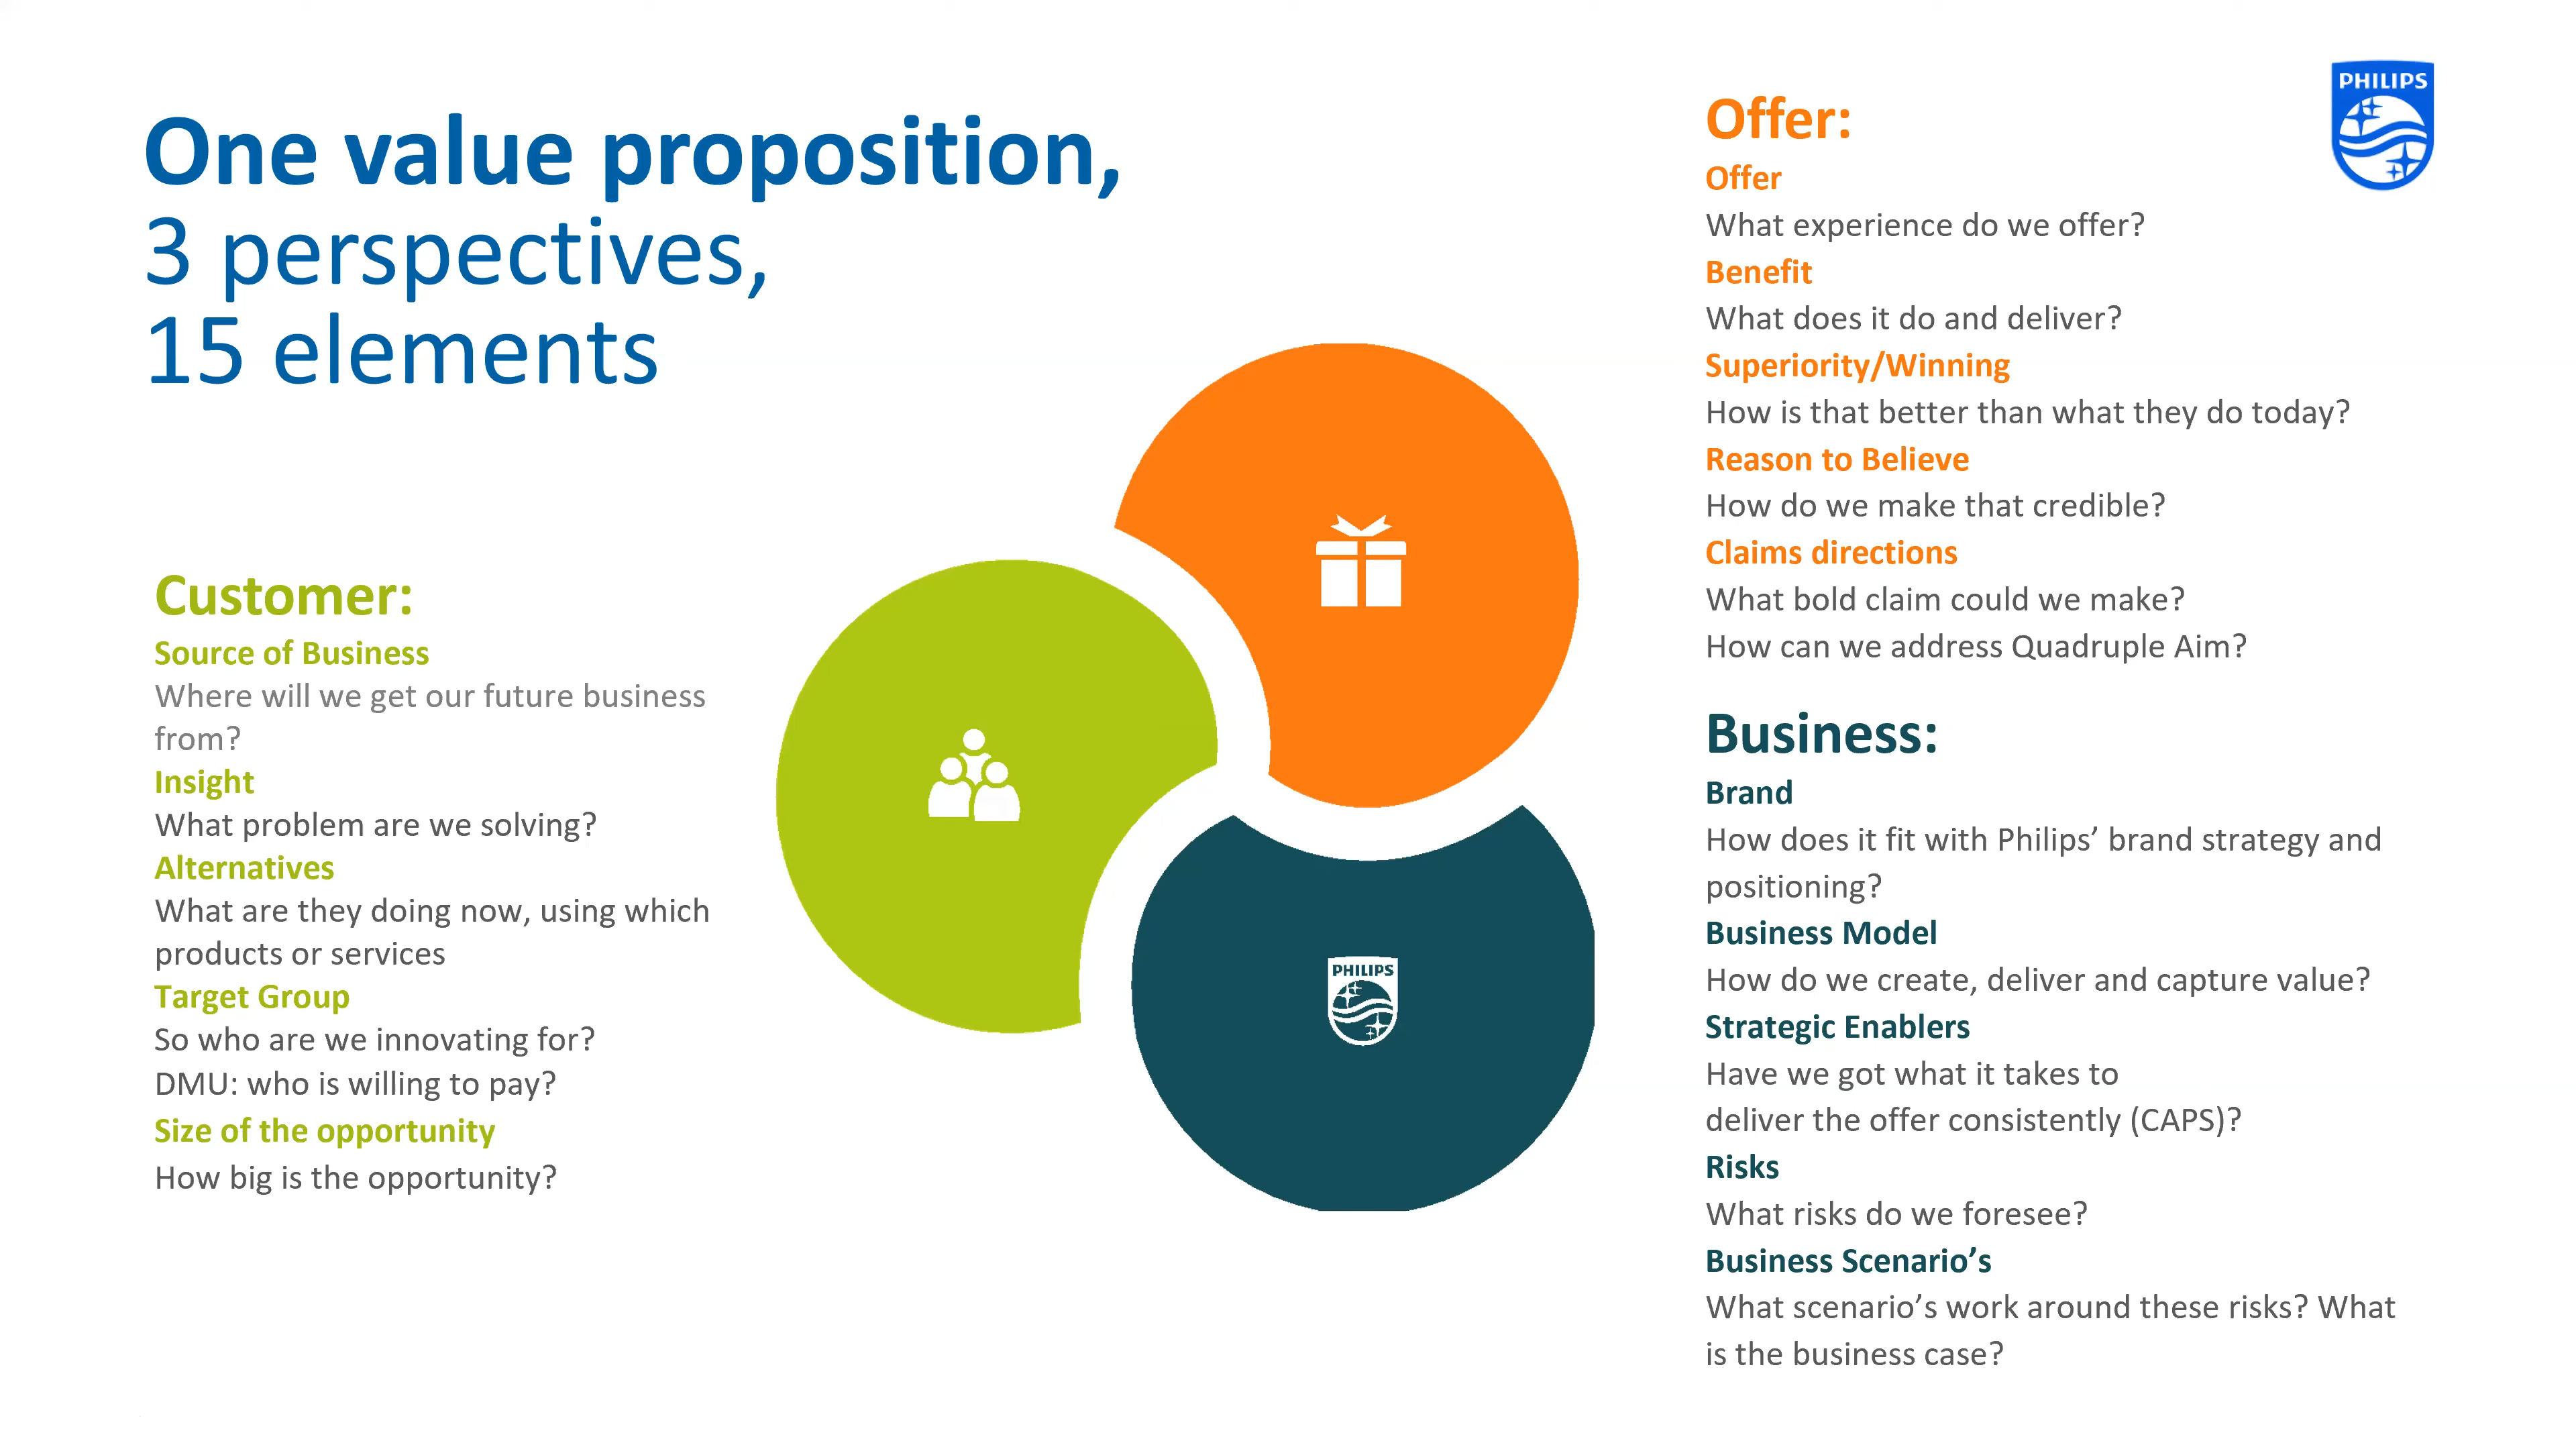 One value proposition,
3 perspectives,
15 elements
Customer:
Source of Business
Where will we get our future business
from?
Insight
What problem are we solving?
Alternatives
What are they doing now, using which
products or services
Target Group
So who are we innovating for?
DMU: who is willing to pay?
Size of the opportunity
How big is the opportunity?
PHILIPS
Offer:
Offer
What experience do we offer?
Benefit
What does it do and deliver?
Superiority/Winning
How is that better than what they do today?
Reason to Believe
How do we make that credible?
Claims directions
What bold claim could we make?
How can we address Quadruple Aim?
Business:
Brand
How does it fit with Philips’ brand strategy and
positioning?
Business Model
How do we create, deliver and capture value?
Strategic Enablers
Have we got what it takes to
deliver the offer consistently (CAPS)?
Risks
What risks do we foresee?
Business Scenario’s
What scenario’s work around these risks? What
is the business case?
PHILIPS